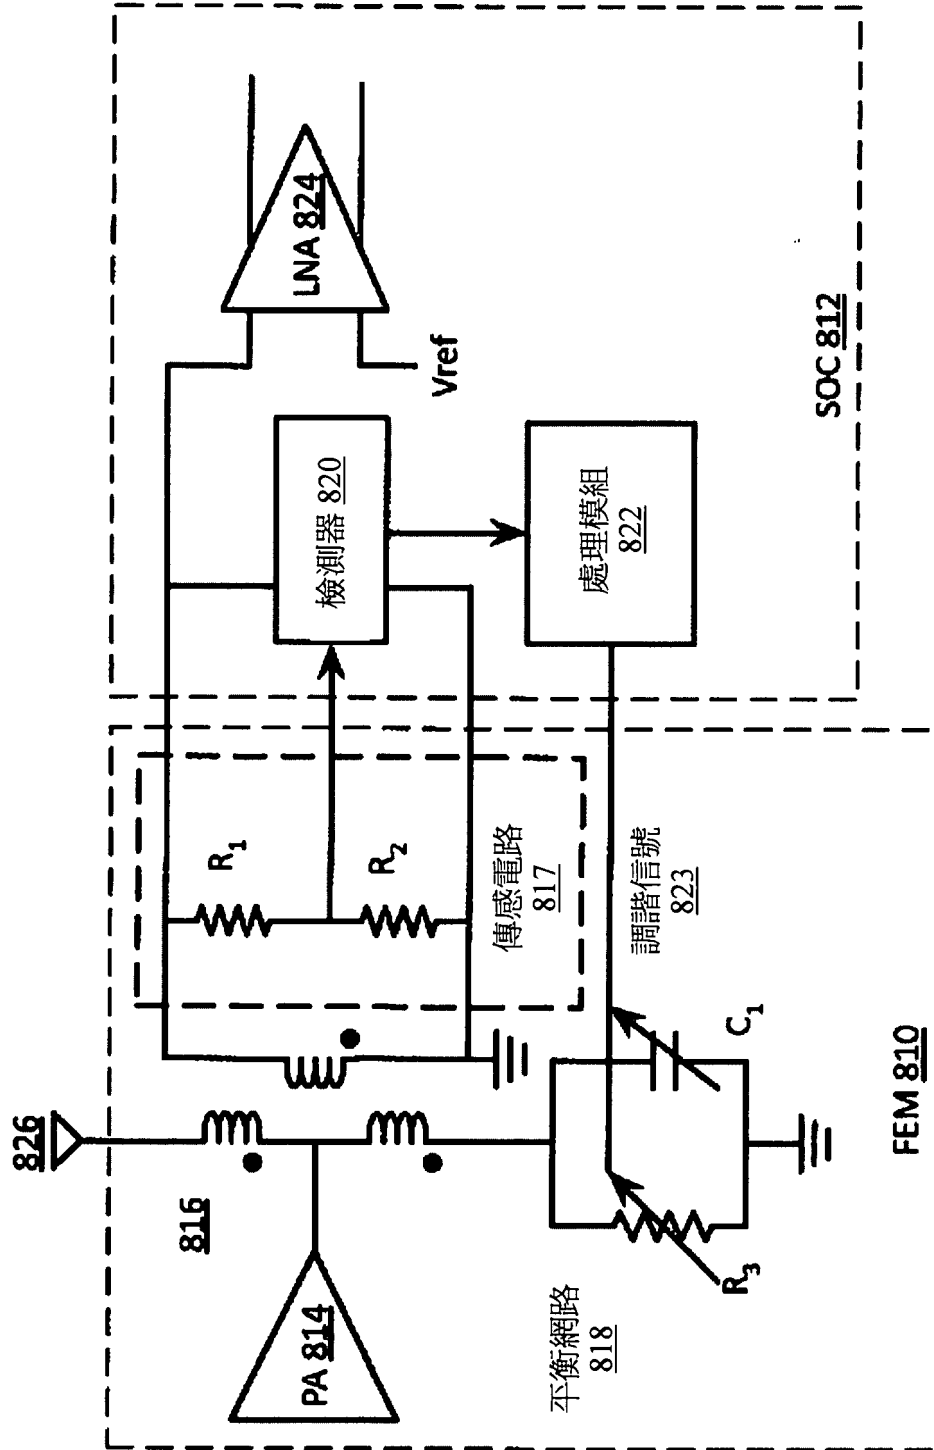 826
816
PA 814
R₁
R₂
傳感電路
817
檢測器 820
處理模組
822
LNA 824
Vref
SOC 812
調諧信號
823
C₁
R₃
平衡網路
818
FEM 810